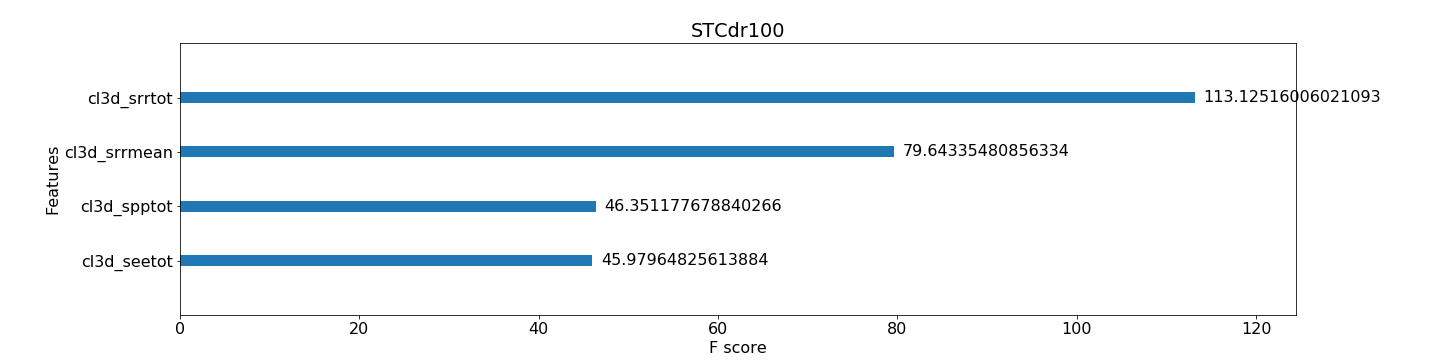 STCdr100
cl3d_srrtot 113.12516006021093
cl3d_srrmean 79.64335480856334
Features
cl3d_spptot 46.351177678840266
cl3d_seetot 45.97964825613884
0 20 40 60 80 100 120
F score